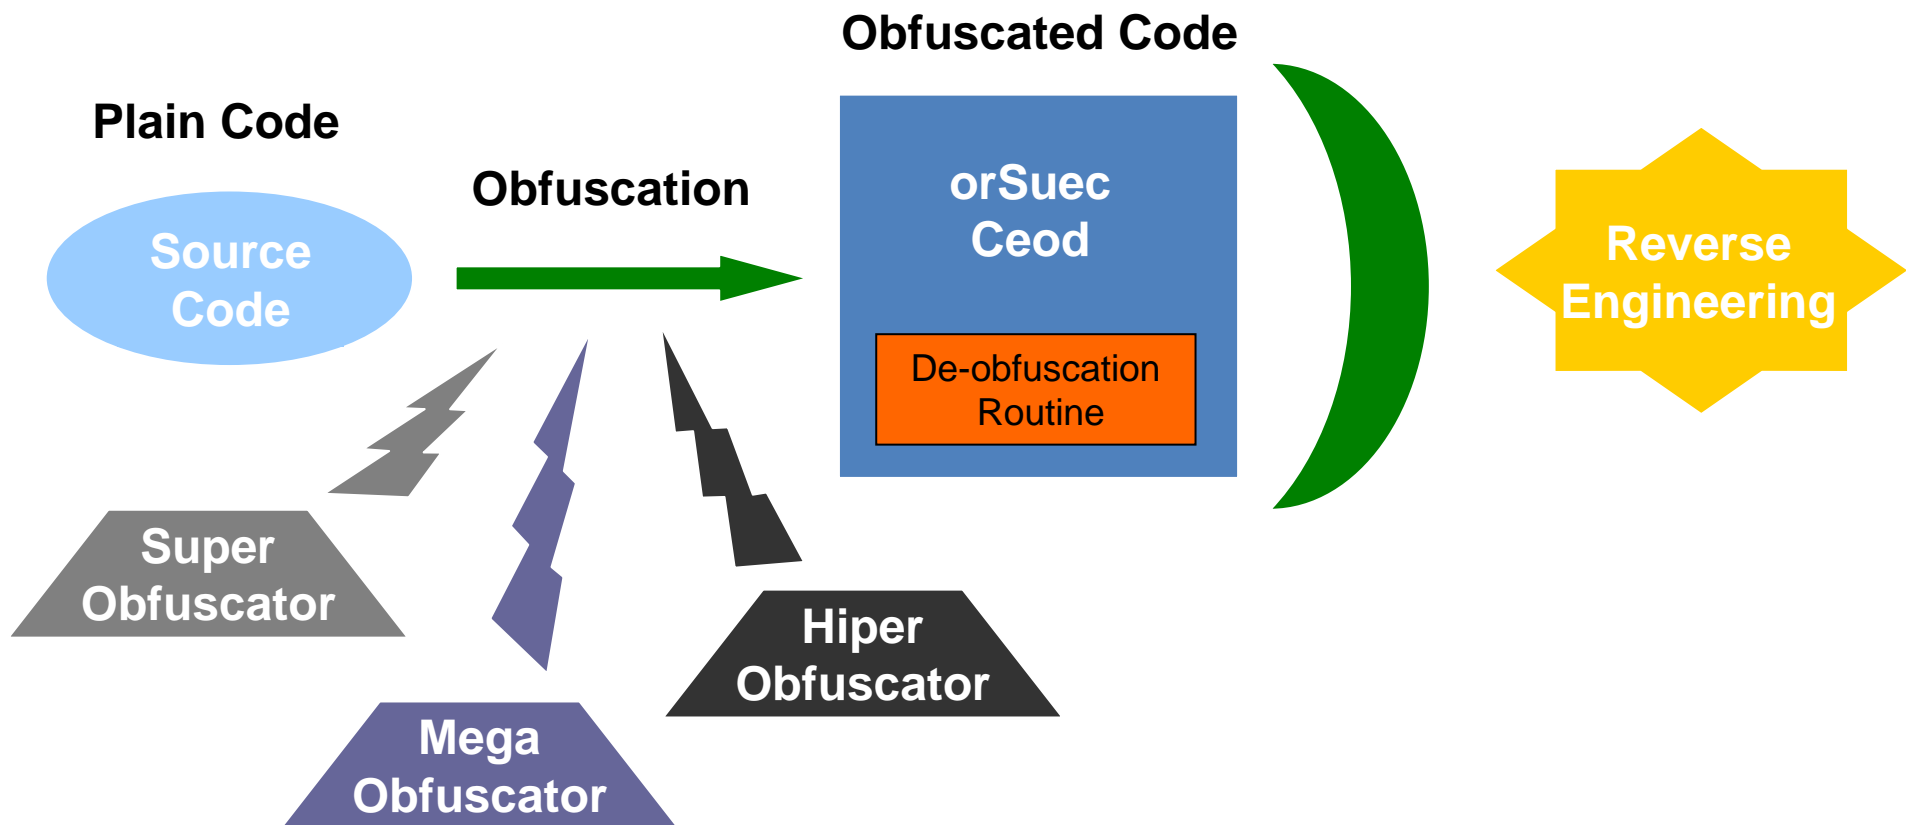 Plain Code
Source
Code
Obfuscation
Obfuscated Code
orSuec
Ceod
De-obfuscation
Routine
Reverse
Engineering
Super
Obfuscator
Mega
Obfuscator
Hiper
Obfuscator